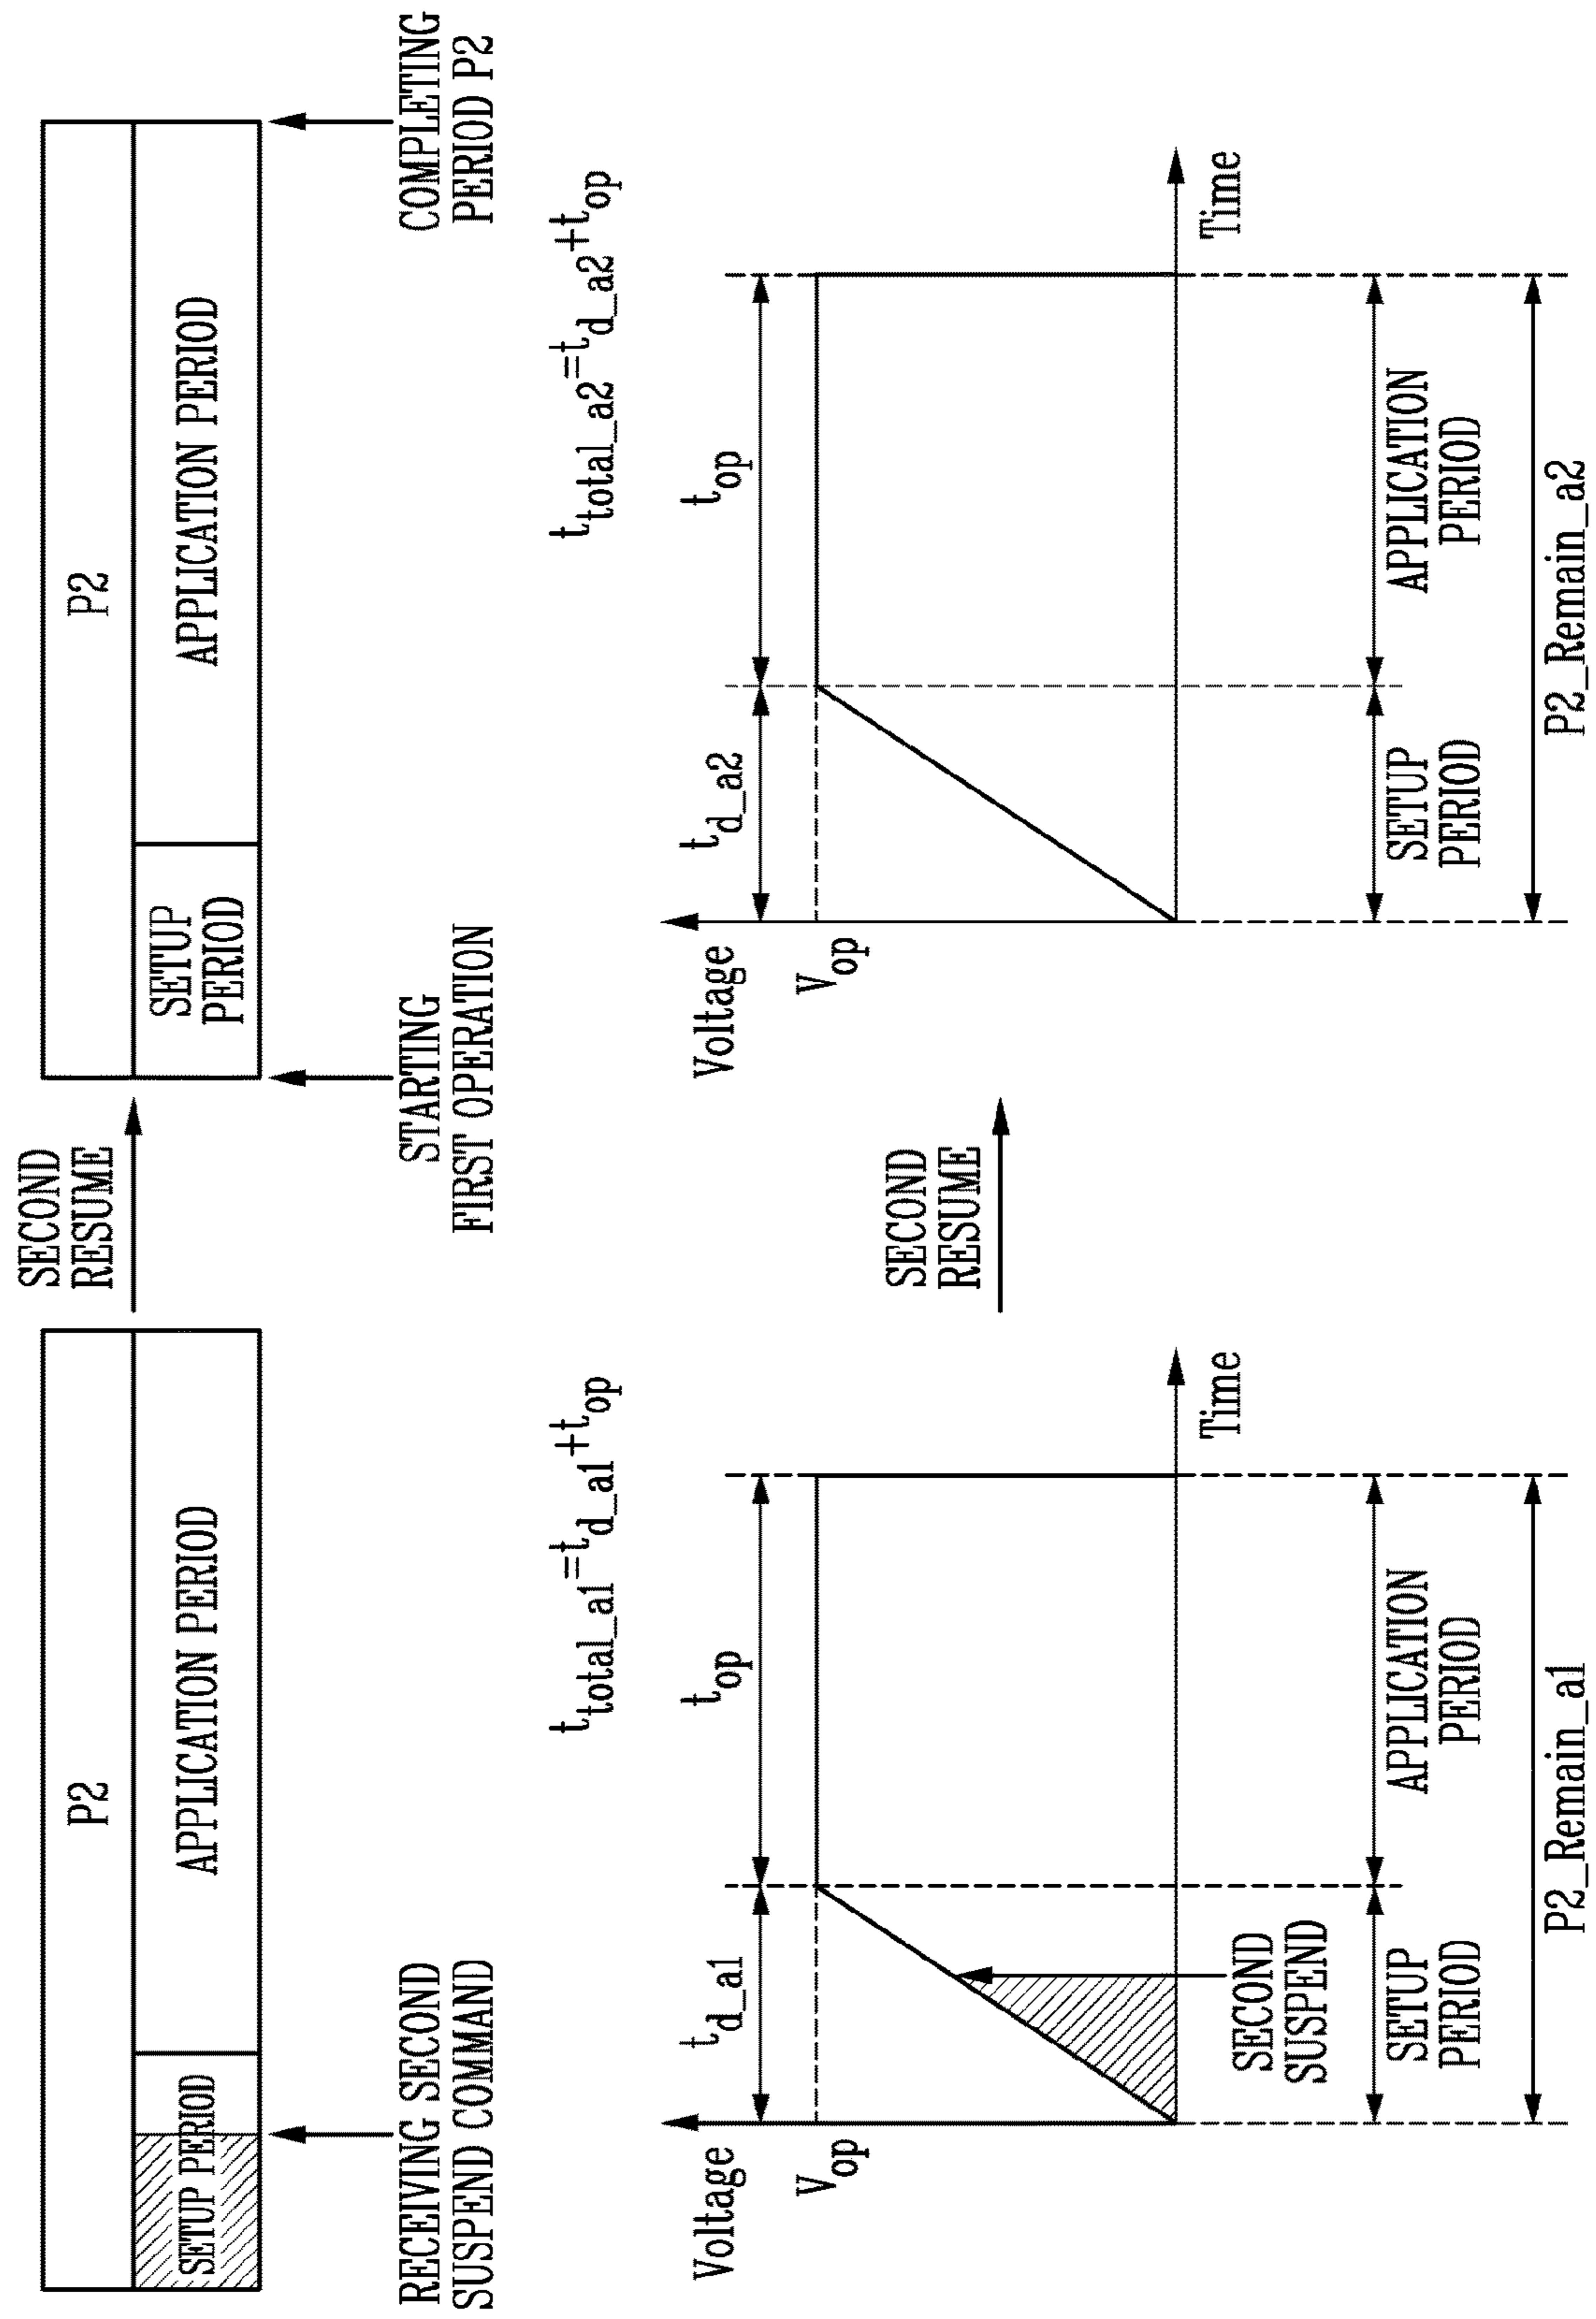 P2
SETUP PERIOD
APPLICATION PERIOD
RECEIVING SECOND
SUSPEND COMMAND
SECOND
RESUME
P2
SETUP
PERIOD
APPLICATION PERIOD
STARTING
FIRST OPERATION
COMPLETING
PERIOD P2
t_total_a1=t_d_a1+t_op
Voltage
V_op
t_d_a1
t_op
Time
SECOND
SUSPEND
SETUP
PERIOD
APPLICATION
PERIOD
P2_Remain_a1
SECOND
RESUME
t_total_a2=t_d_a2+t_op
Voltage
V_op
t_d_a2
t_op
Time
SETUP
PERIOD
APPLICATION
PERIOD
P2_Remain_a2